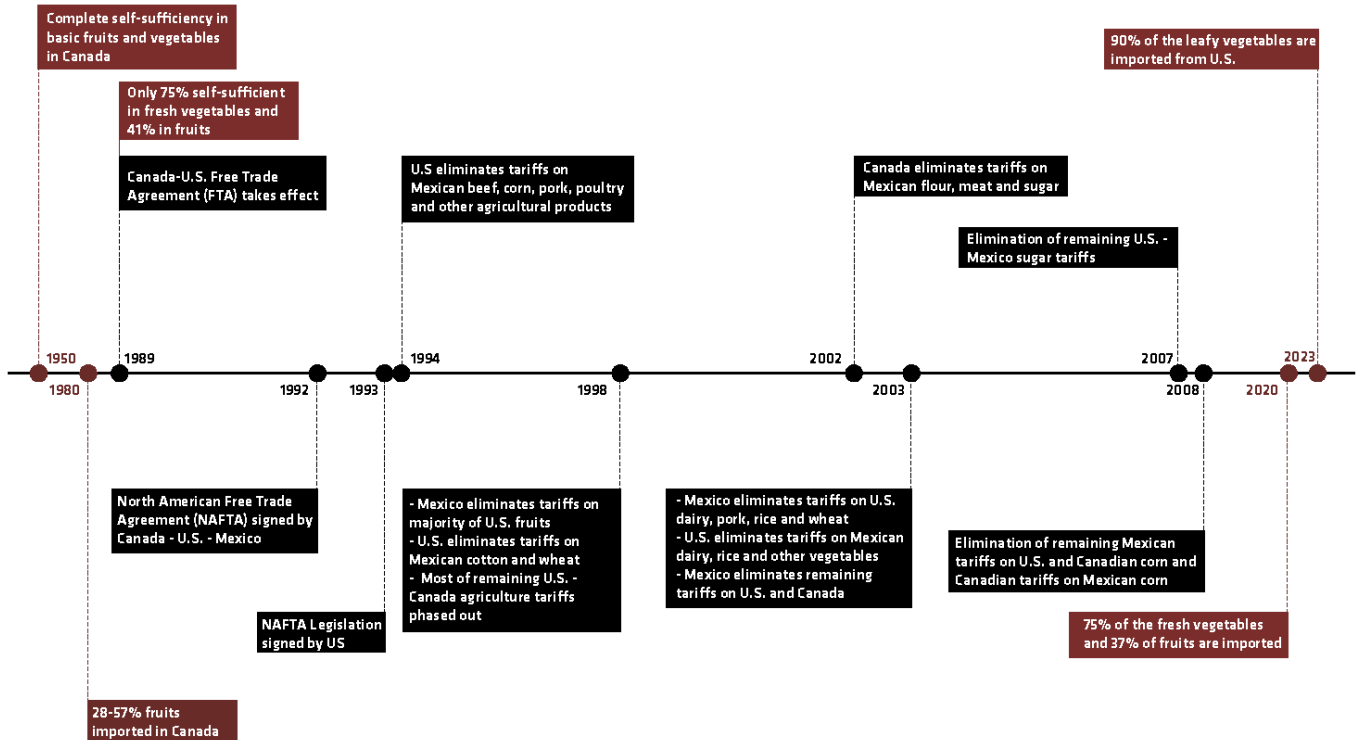 Complete self-sufficiency in
basic fruits and vegetables
in Canada
90% of the leafy vegetables are
imported from U.S.
Only 75% self-sufficient
in fresh vegetables and
41% in fruits
Canada-U.S. Free Trade
Agreement (FTA) takes effect
U.S eliminates tariffs on
Mexican beef, corn, pork, poultry
and other agricultural products
Canada eliminates tariffs on
Mexican flour, meat and sugar
Elimination of remaining U.S. -
Mexico sugar tariffs
1950
1989
1994
2002
2007
2023
1980
1992
1993
1998
2003
2008
2020
North American Free Trade
Agreement (NAFTA) signed by
Canada - U.S. - Mexico
NAFTA Legislation
signed by US
- Mexico eliminates tariffs on
majority of U.S. fruits
- U.S. eliminates tariffs on
Mexican cotton and wheat
- Most of remaining U.S. -
Canada agriculture tariffs
phased out
- Mexico eliminates tariffs on U.S.
dairy, pork, rice and wheat
- U.S. eliminates tariffs on Mexican
dairy, rice and other vegetables
- Mexico eliminates remaining
tariffs on U.S. and Canada
Elimination of remaining Mexican
tariffs on U.S. and Canadian corn and
Canadian tariffs on Mexican corn
75% of the fresh vegetables
and 37% of fruits are imported
28-57% fruits
imported in Canada